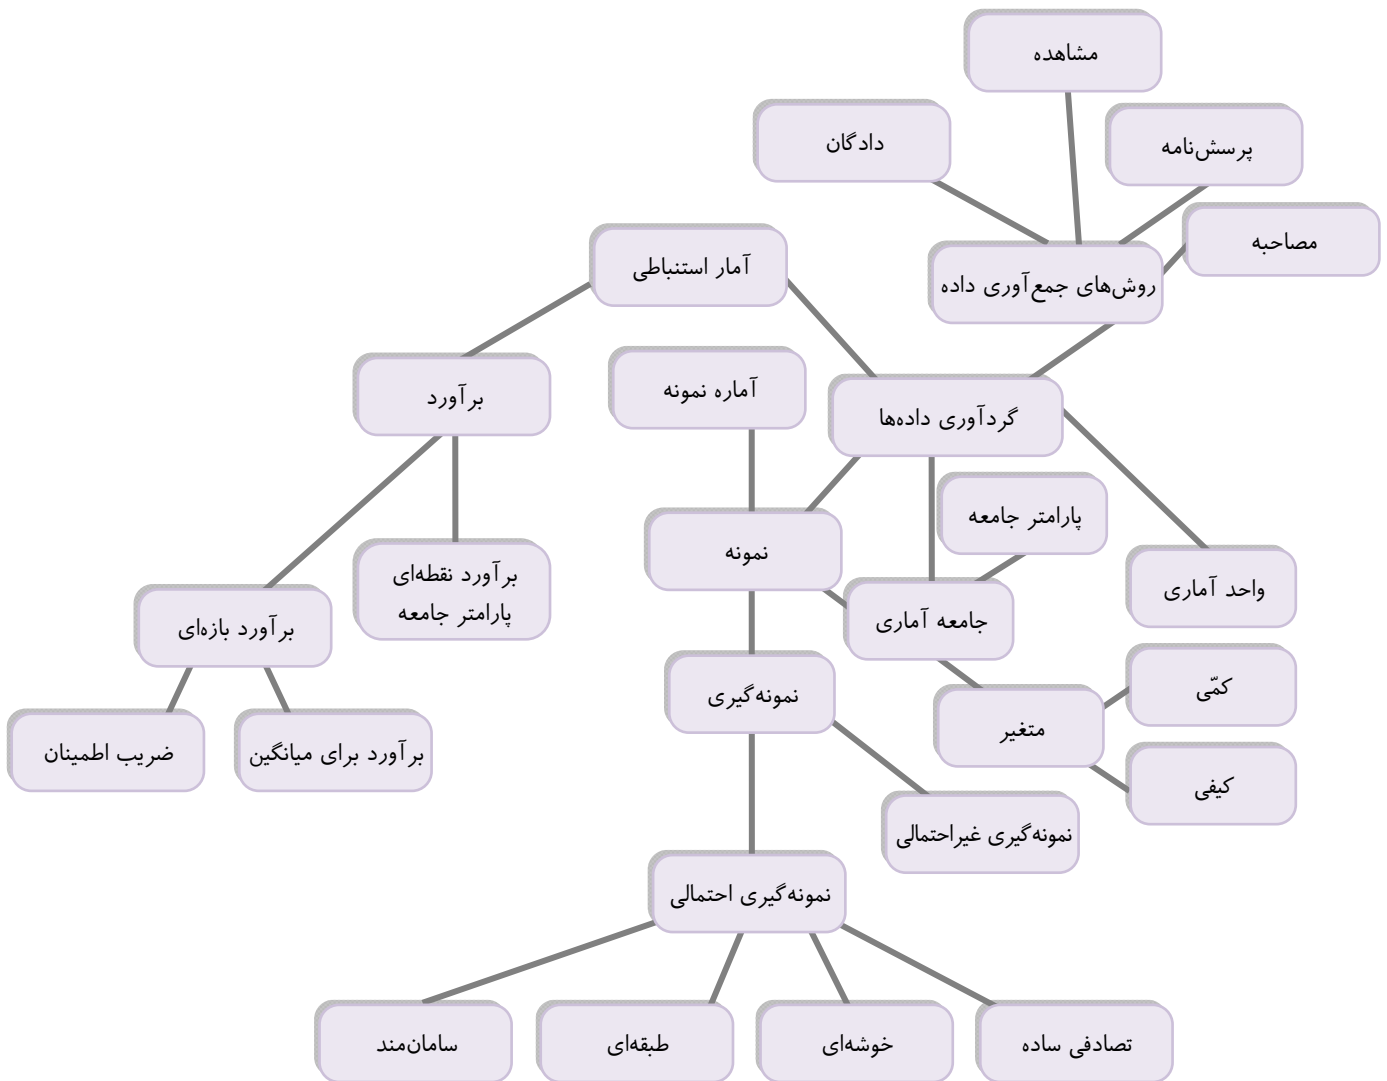 مشاهده
دادگان
پرسش‌نامه
مصاحبه
آمار استنباطی
روش‌های جمع‌آوری داده
برآورد
آماره نمونه
گردآوری داده‌ها
پارامتر جامعه
نمونه
برآورد نقطه‌ای
پارامتر جامعه
واحد آماری
جامعه آماری
برآورد بازه‌ای
کمّی
نمونه‌گیری
متغیر
ضریب اطمینان
برآورد برای میانگین
کیفی
نمونه‌گیری غیراحتمالی
نمونه‌گیری احتمالی
تصادفی ساده
خوشه‌ای
طبقه‌ای
سامان‌مند